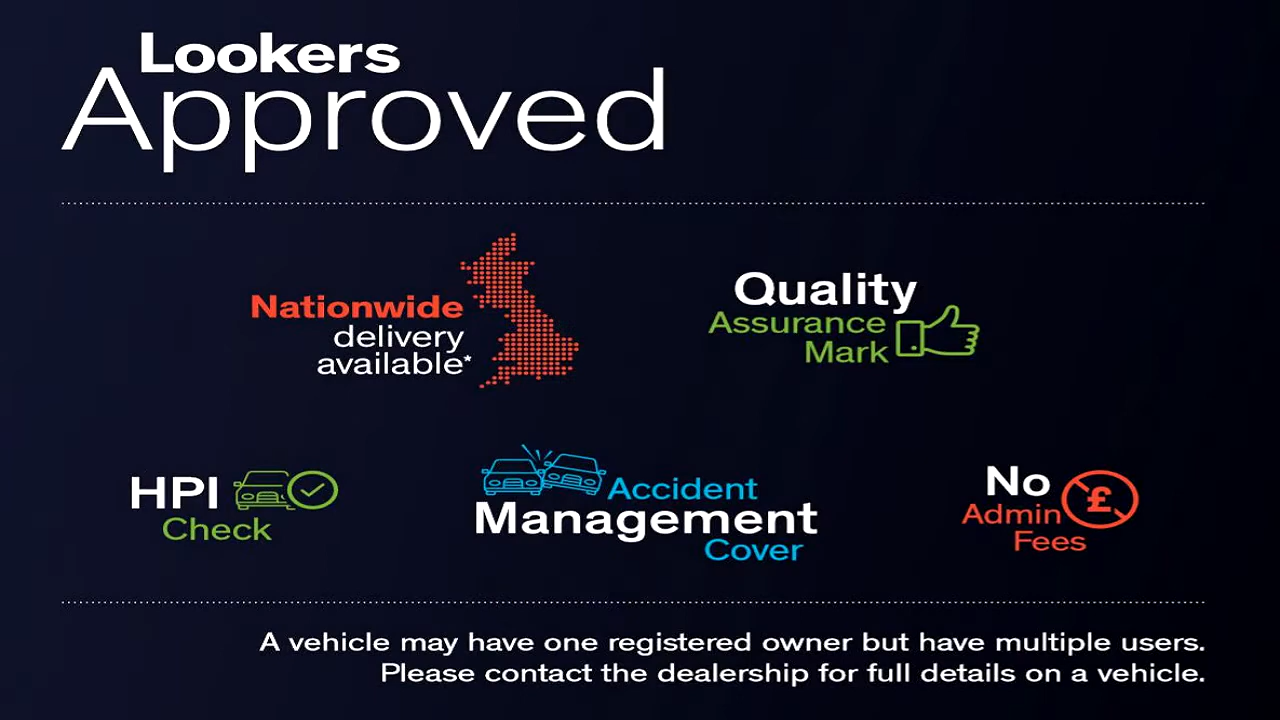 Lookers
Approved
Nationwide
delivery
available*
Quality
Assurance
Mark
HPI
Check
Accident
Management
Cover
No
Admin
£
Fees
A vehicle may have one registered owner but have multiple users.
Please contact the dealership for full details on a vehicle.